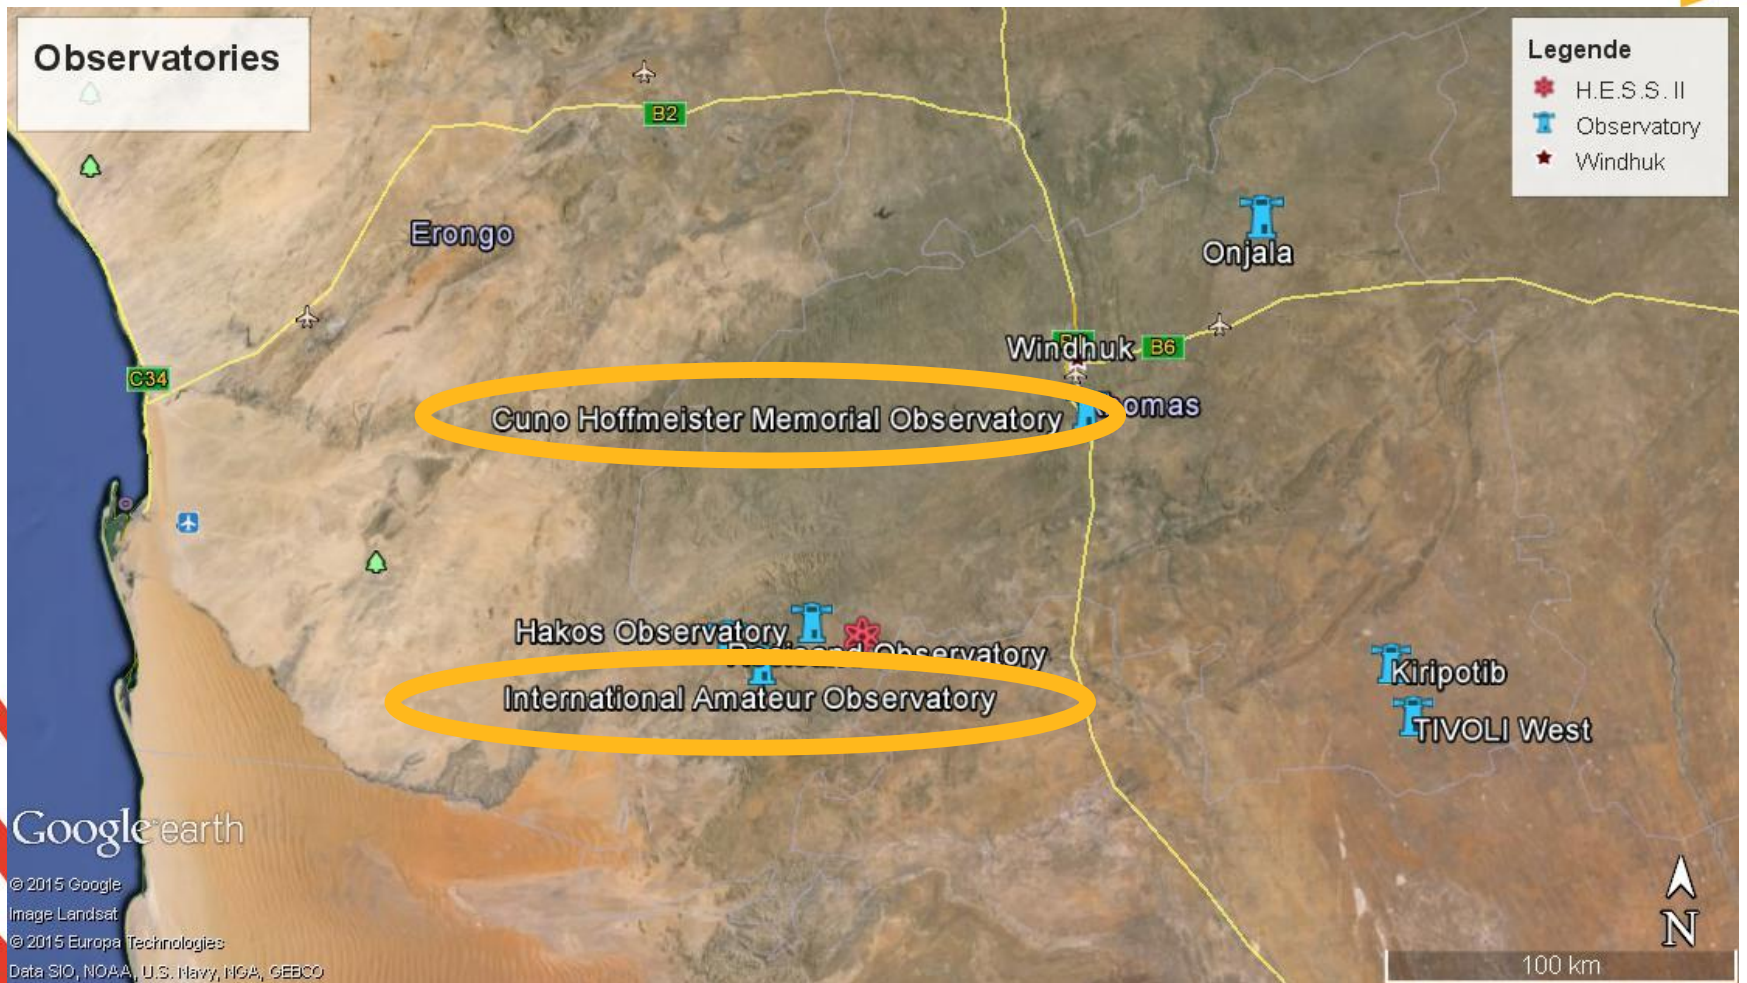 Observatories
Legende
H.E.S.S. II
Observatory
Windhuk
B2
Erongo
Onjala
Windhuk
B6
C34
Cuno Hoffmeister Memorial Observatory
Khomas
Hakos Observatory
Observatory
International Amateur Observatory
Kiripotib
TIVOLI West
Google earth
© 2015 Google
Image Landsat
© 2015 Europa Technologies
Data SIO, NOAA, U.S. Navy, NGA, GEBCO
N
100 km